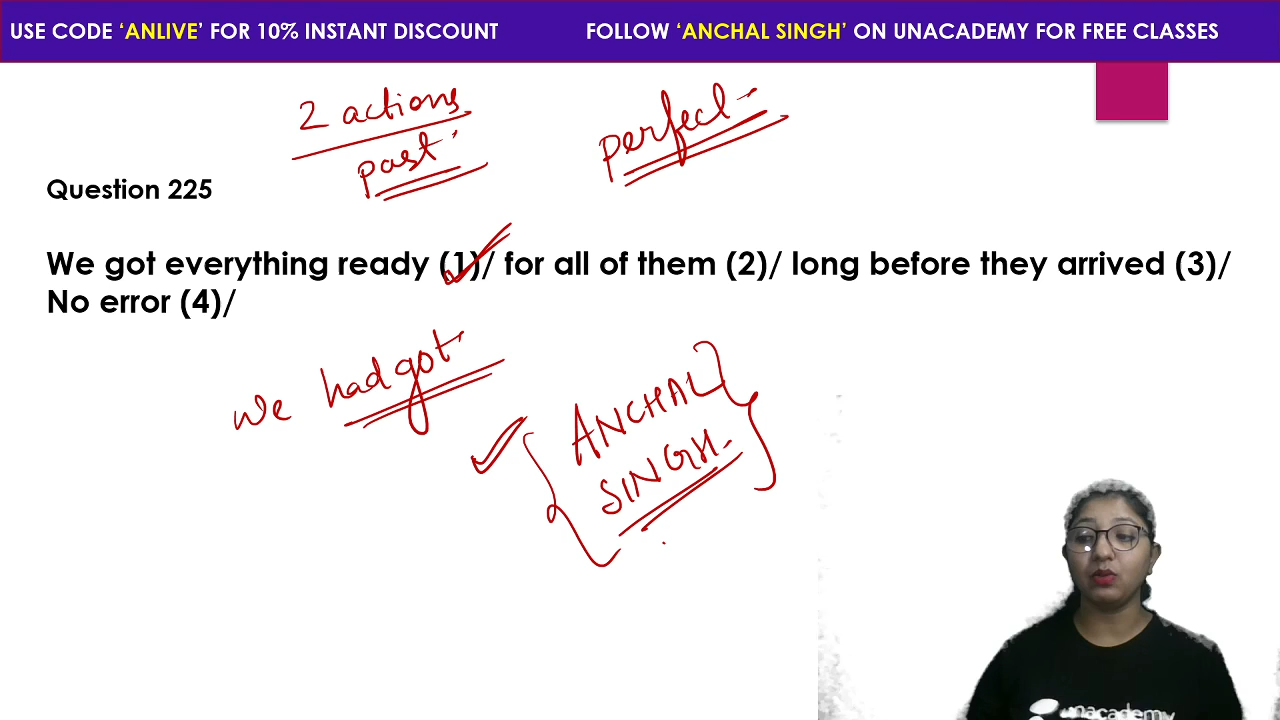 USE CODE ‘ANLIVE’ FOR 10% INSTANT DISCOUNT FOLLOW ‘ANCHAL SINGH’ ON UNACADEMY FOR FREE CLASSES
2 actions
past
perfect
Question 225
We got everything ready (1)/ for all of them (2)/ long before they arrived (3)/
No error (4)/
We had got
ANCHAL
SINGH
unacademy